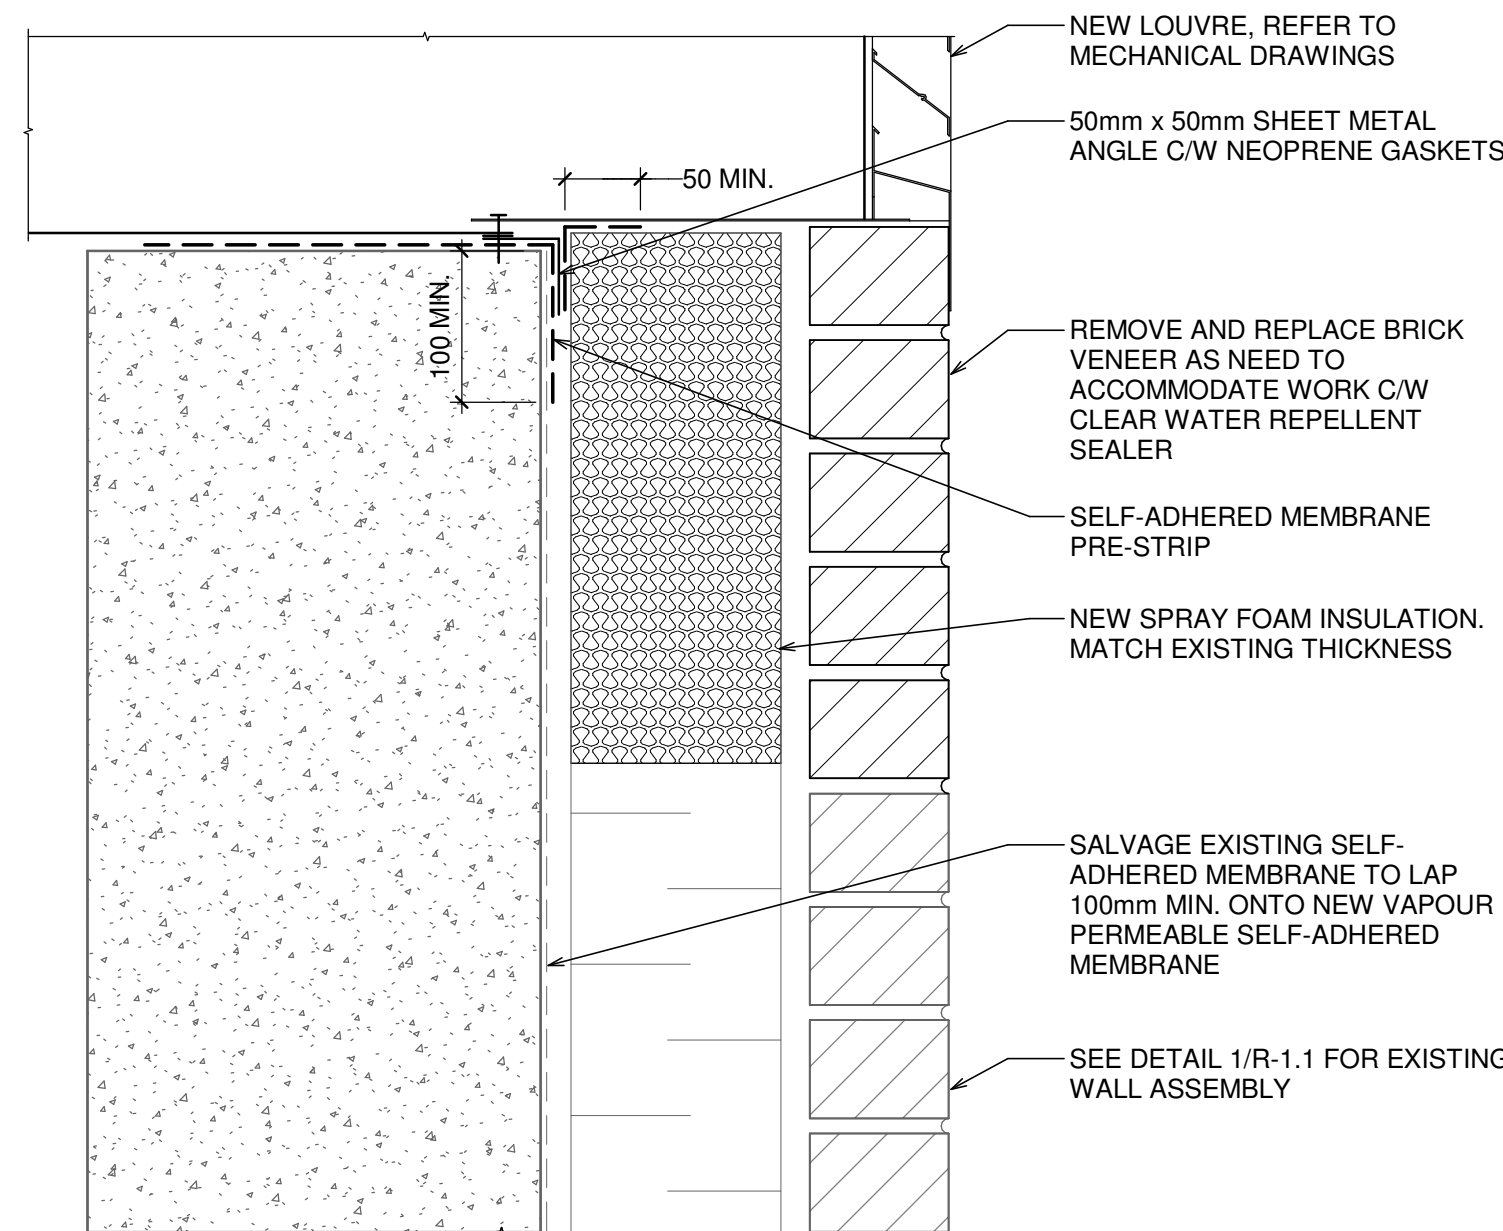 NEW LOUVRE, REFER TO
MECHANICAL DRAWINGS
50mm x 50mm SHEET METAL
ANGLE C/W NEOPRENE GASKETS
50 MIN.
100 MIN.
REMOVE AND REPLACE BRICK
VENEER AS NEED TO
ACCOMMODATE WORK C/W
CLEAR WATER REPELLENT
SEALER
SELF-ADHERED MEMBRANE
PRE-STRIP
NEW SPRAY FOAM INSULATION.
MATCH EXISTING THICKNESS
SALVAGE EXISTING SELF-
ADHERED MEMBRANE TO LAP
100mm MIN. ONTO NEW VAPOUR
PERMEABLE SELF-ADHERED
MEMBRANE
SEE DETAIL 1/R-1.1 FOR EXISTING
WALL ASSEMBLY